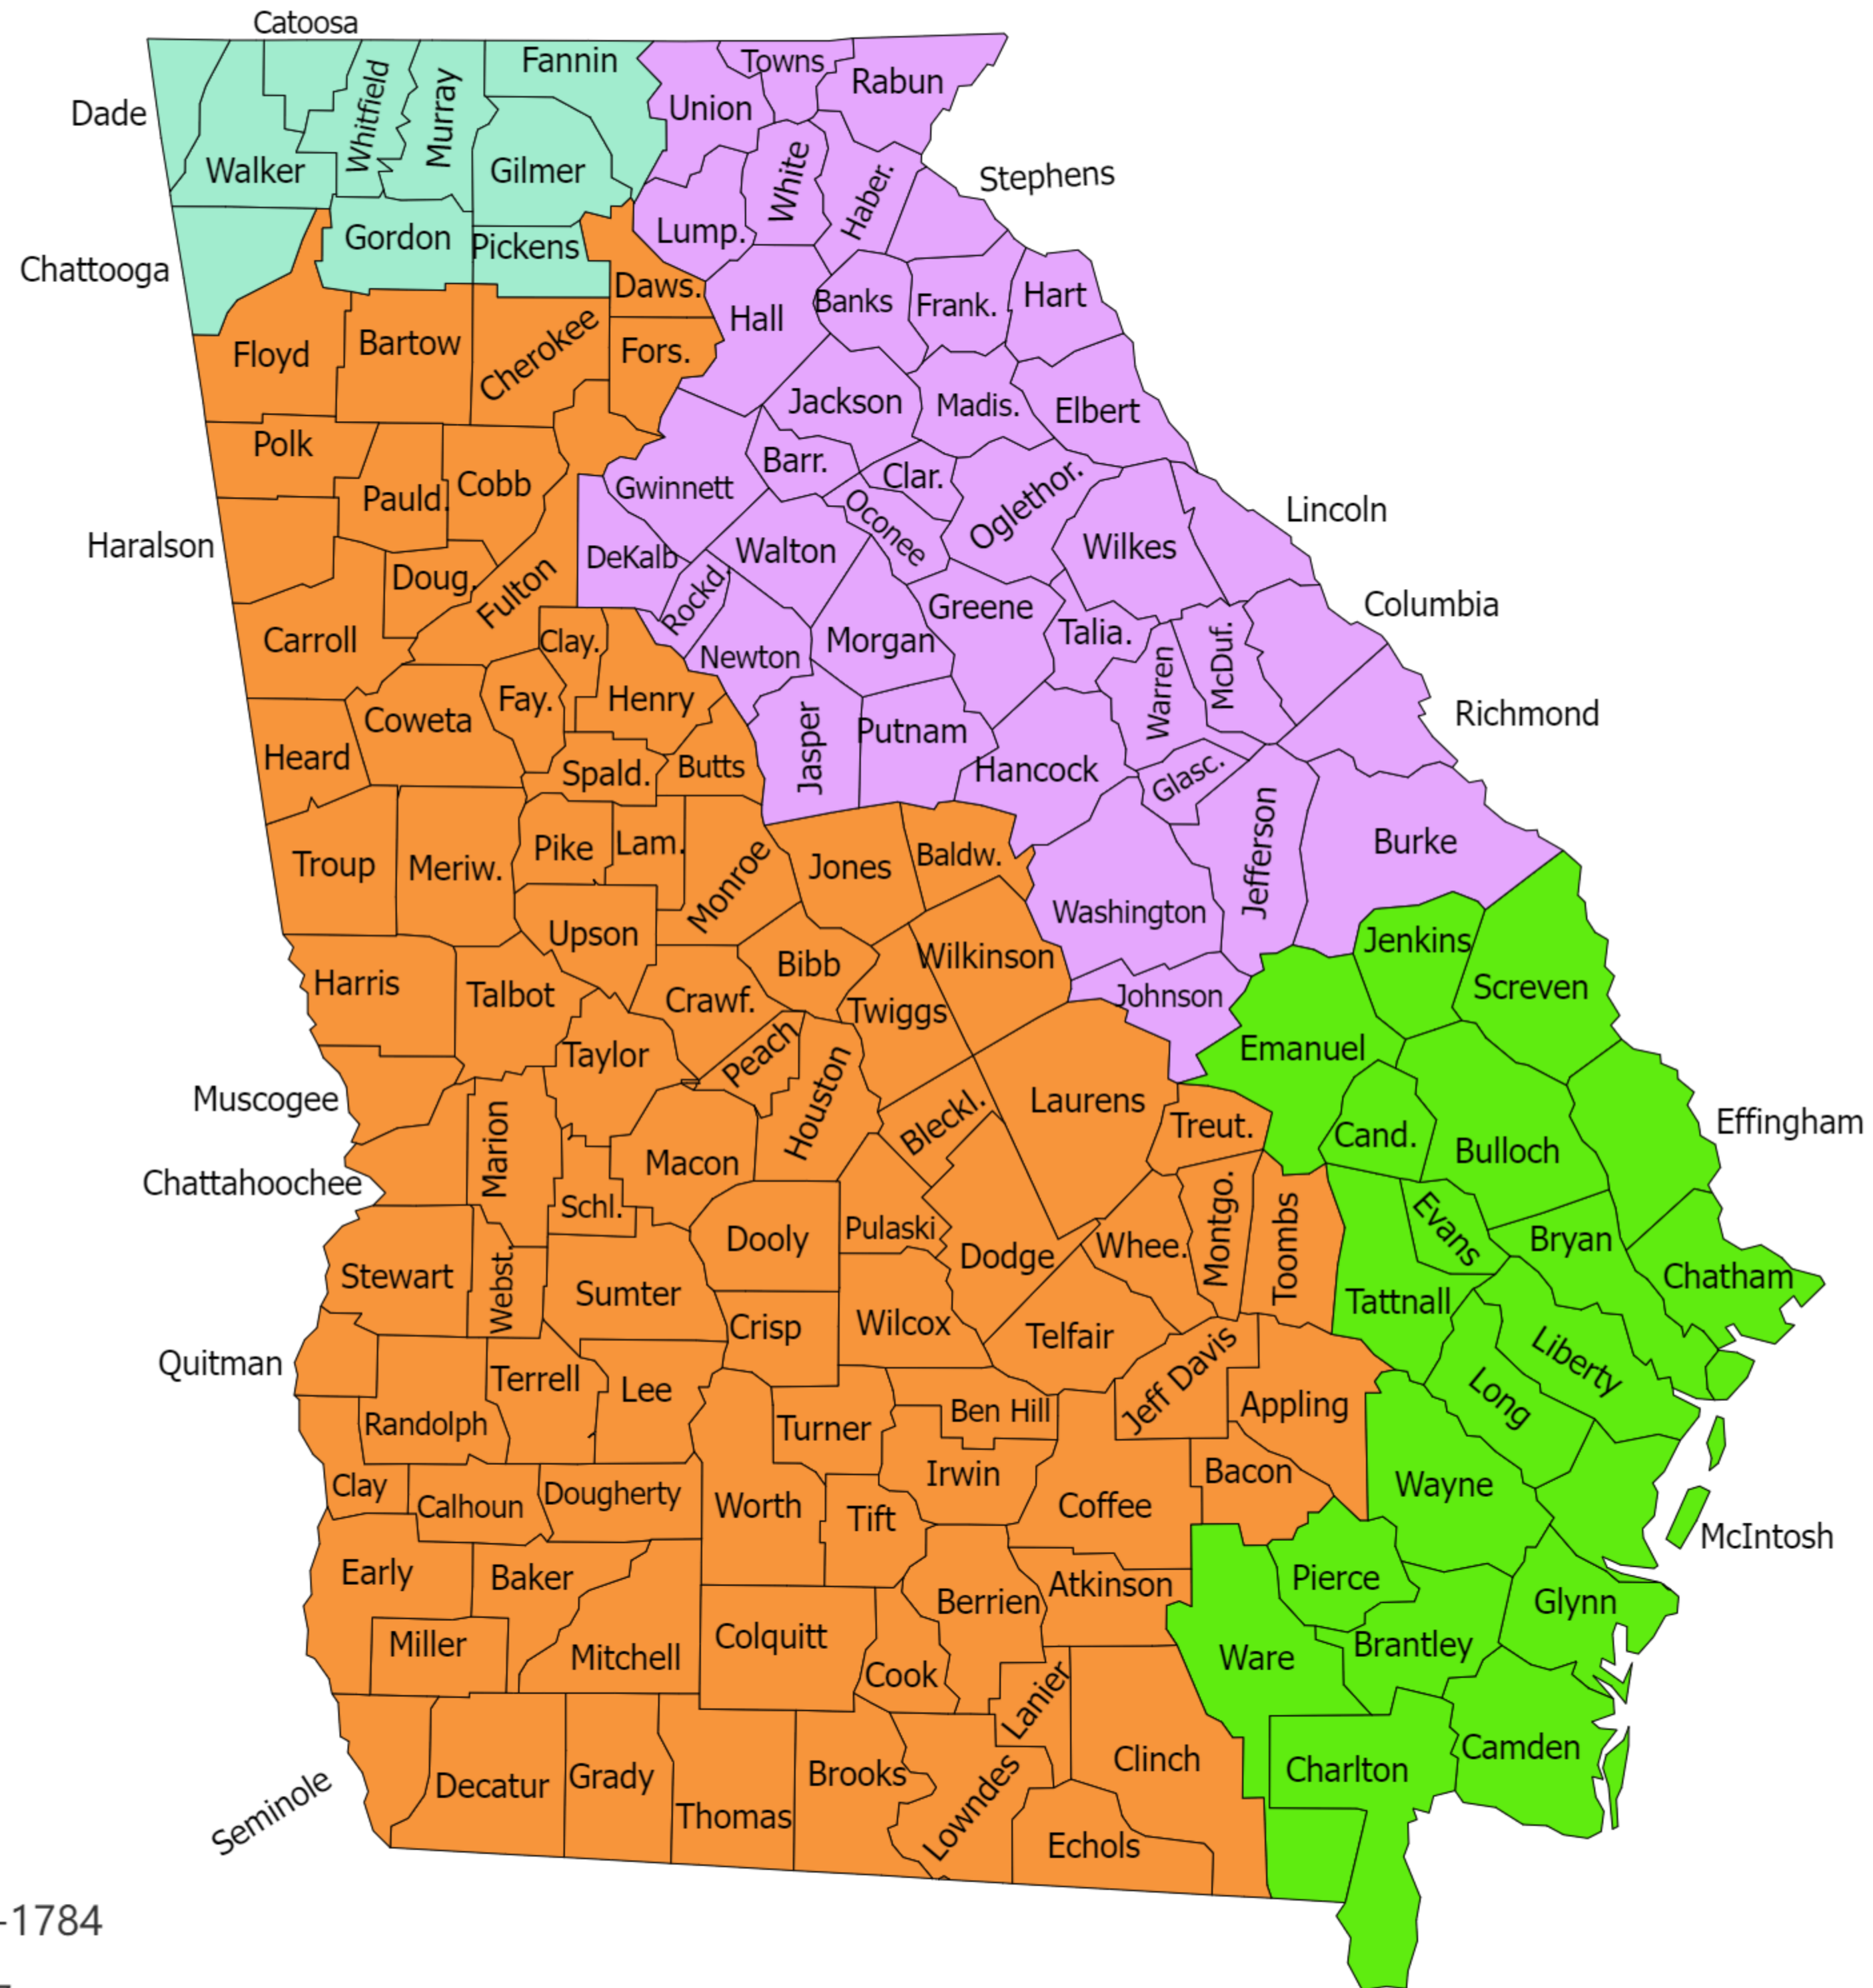 Catoosa
Fannin
Towns
Rabun
Dade
Union
Whitfield
Murray
Walker
Gilmer
White
Haber.
Stephens
Lump.
Gordon
Pickens
Chattooga
Daws.
Hall
Banks
Frank.
Hart
Floyd
Bartow
Cherokee
Fors.
Jackson
Madis.
Elbert
Polk
Pauld.
Cobb
Gwinnett
Barr.
Clar.
Oglethor.
Lincoln
Haralson
Doug.
Fulton
DeKalb
Rockd.
Walton
Oconee
Wilkes
Carroll
Clay.
Newton
Morgan
Greene
Talia.
Warren
McDuf.
Columbia
Heard
Coweta
Fay.
Henry
Butts
Jasper
Putnam
Hancock
Glasc.
Richmond
Spald.
Troup
Meriw.
Pike
Lam.
Monroe
Jones
Baldw.
Washington
Jefferson
Burke
Upson
Bibb
Wilkinson
Jenkins
Screven
Harris
Talbot
Crawf.
Twiggs
Johnson
Emanuel
Muscogee
Taylor
Peach
Houston
Bleckl.
Laurens
Treut.
Cand.
Bulloch
Effingham
Chattahoochee
Marion
Schl.
Macon
Dooly
Pulaski
Dodge
Whee.
Montgo.
Toombs
Evans
Bryan
Chatham
Stewart
Webst.
Sumter
Crisp
Wilcox
Telfair
Jeff Davis
Tattnall
Liberty
Long
Quitman
Randolph
Terrell
Lee
Turner
Ben Hill
Appling
Clay
Calhoun
Dougherty
Worth
Tift
Irwin
Coffee
Bacon
Wayne
McIntosh
Early
Baker
Berrien
Atkinson
Pierce
Glynn
Miller
Mitchell
Colquitt
Cook
Lanier
Ware
Brantley
Seminole
Decatur
Grady
Thomas
Brooks
Lowndes
Echols
Clinch
Charlton
Camden
-1784